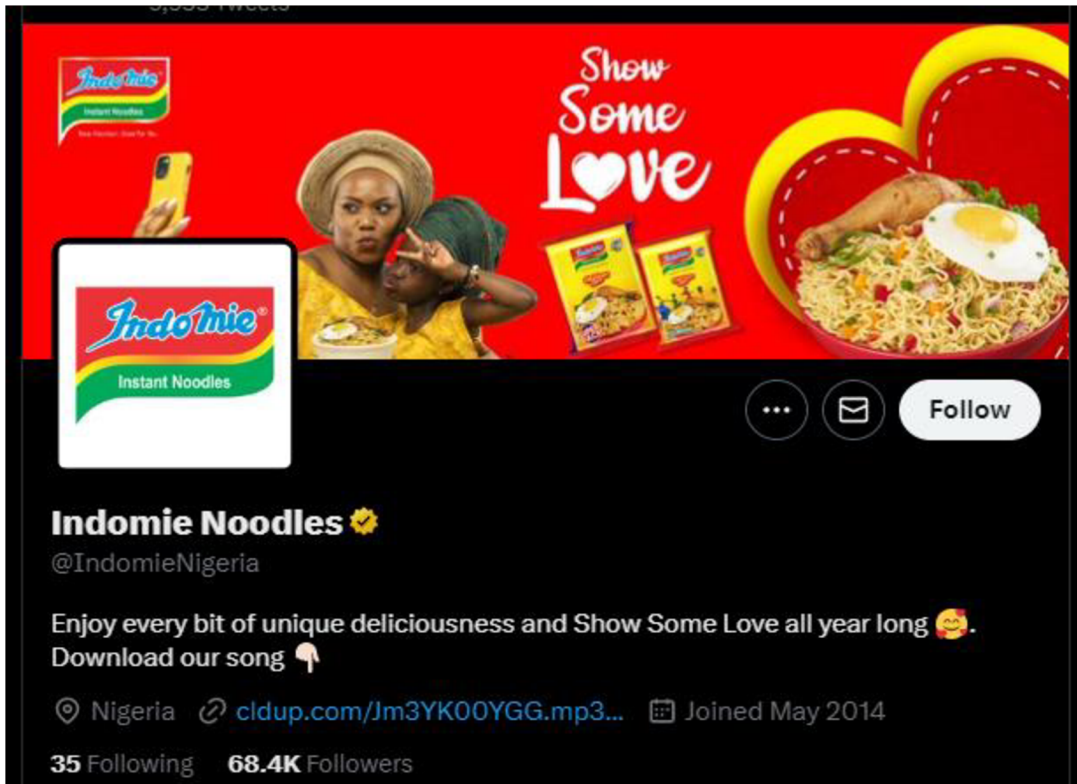 Indomie
Instant Noodles
Show
Some
Love
Indomie®
Instant Noodles
Follow
Indomie Noodles
@IndomieNigeria
Enjoy every bit of unique deliciousness and Show Some Love all year long 🥰.
Download our song 👇🏻
Nigeria cldup.com/Jm3YK00YGG.mp3... Joined May 2014
35 Following 68.4K Followers